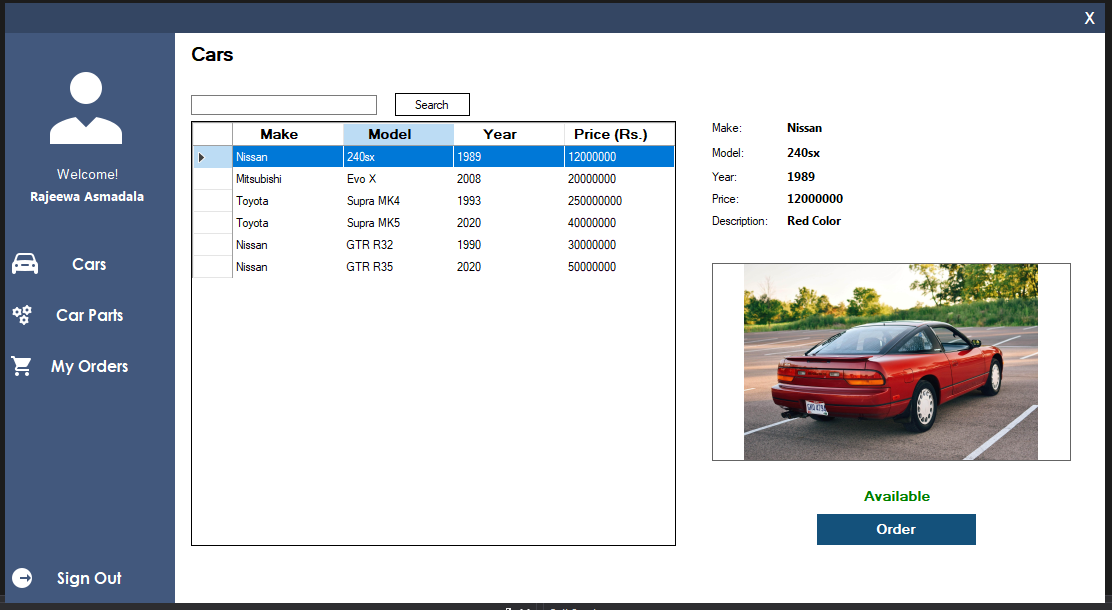 X
Cars
Welcome!
Rajeewa Asmadala
Cars
Car Parts
My Orders
Sign Out
Search
Make Model Year Price (Rs.)
Nissan 240sx 1989 12000000
Mitsubishi Evo X 2008 20000000
Toyota Supra MK4 1993 250000000
Toyota Supra MK5 2020 40000000
Nissan GTR R32 1990 30000000
Nissan GTR R35 2020 50000000
Make: Nissan
Model: 240sx
Year: 1989
Price: 12000000
Description: Red Color
Available
Order